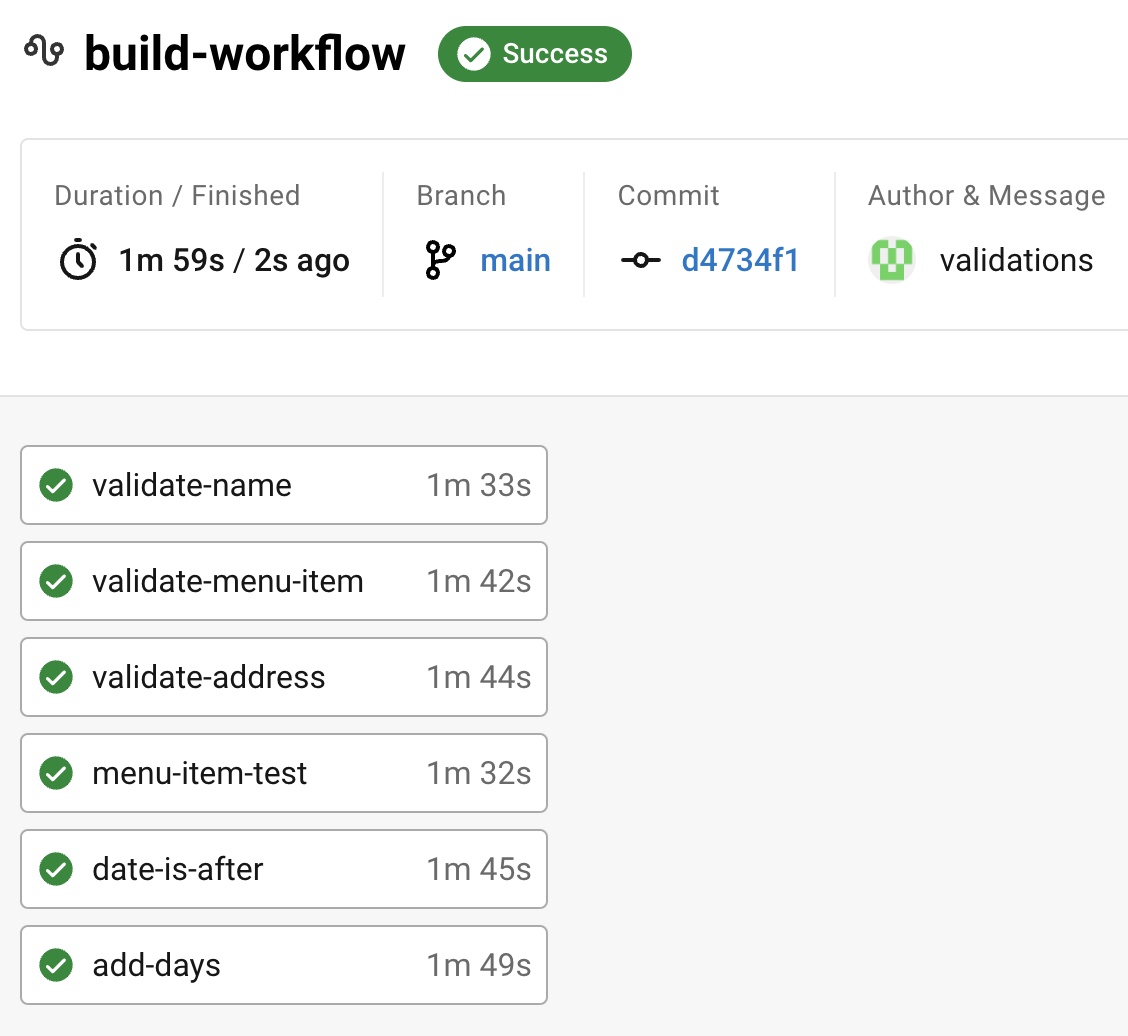 build-workflow Success
Duration / Finished Branch Commit Author & Message
1m 59s / 2s ago main d4734f1 validations
validate-name 1m 33s
validate-menu-item 1m 42s
validate-address 1m 44s
menu-item-test 1m 32s
date-is-after 1m 45s
add-days 1m 49s